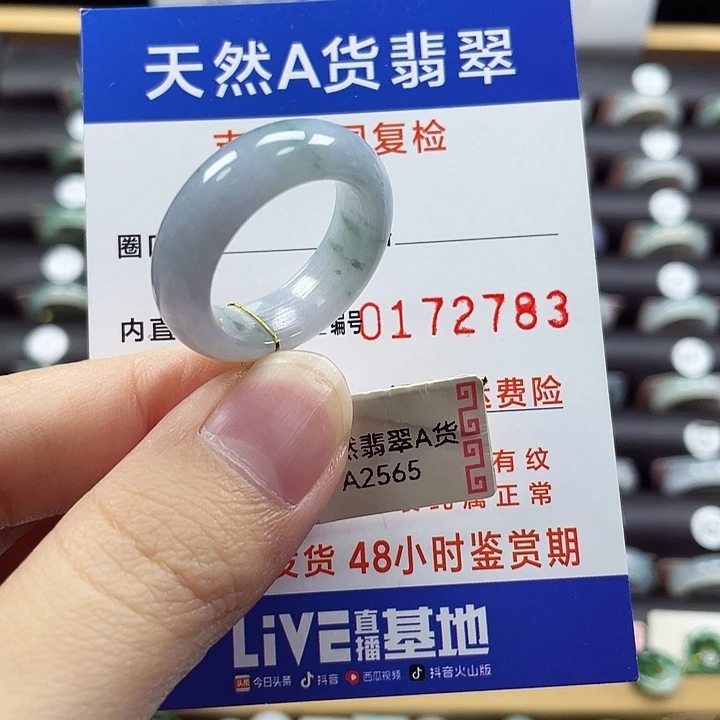 天然A货翡翠
复检
圈
内直
编号0172783
费险
然翡翠A货
A2565
有纹
属正常
发货 48小时鉴赏期
LiVE直播基地
头条 今日头条 抖音 西瓜视频 抖音火山版